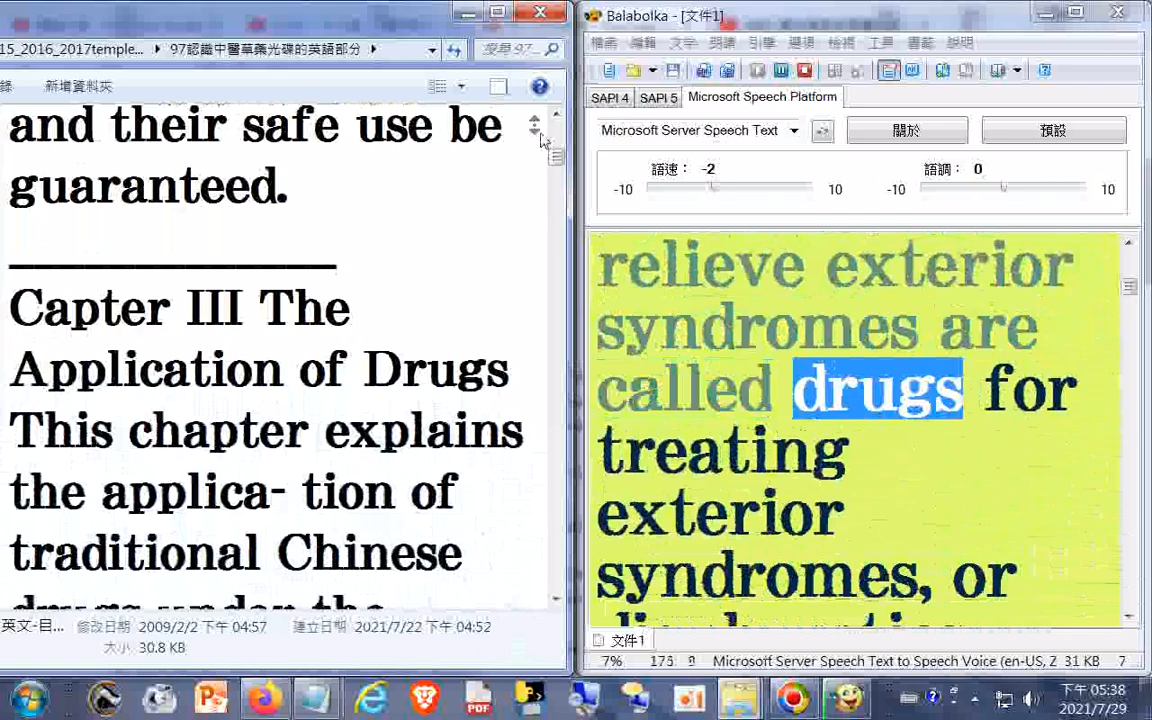 15_2016_2017temple...
97認識中醫草藥光碟的英語部分
搜尋 97...
錄
新增資料夾
and their safe use be
guaranteed.
Capter III The
Application of Drugs
This chapter explains
the applica- tion of
traditional Chinese
drugs under the
英文-目...
修改日期 2009/2/2 下午 04:57
建立日期 2021/7/22 下午 04:52
大小 30.8 KB
Balabolka - [文件1]
檔案 編輯 文字 朗讀 引擎 選項 檢視 工具 書籤 說明
SAPI 4
SAPI 5
Microsoft Speech Platform
Microsoft Server Speech Text
關於
預設
語速： -2
-10
10
語調： 0
-10
10
relieve exterior
syndromes are
called drugs for
treating
exterior
syndromes, or
文件1
7%
Microsoft Server Speech Text to Speech Voice (en-US, Z
31 KB
7
PDF
下午 05:38
2021/7/29